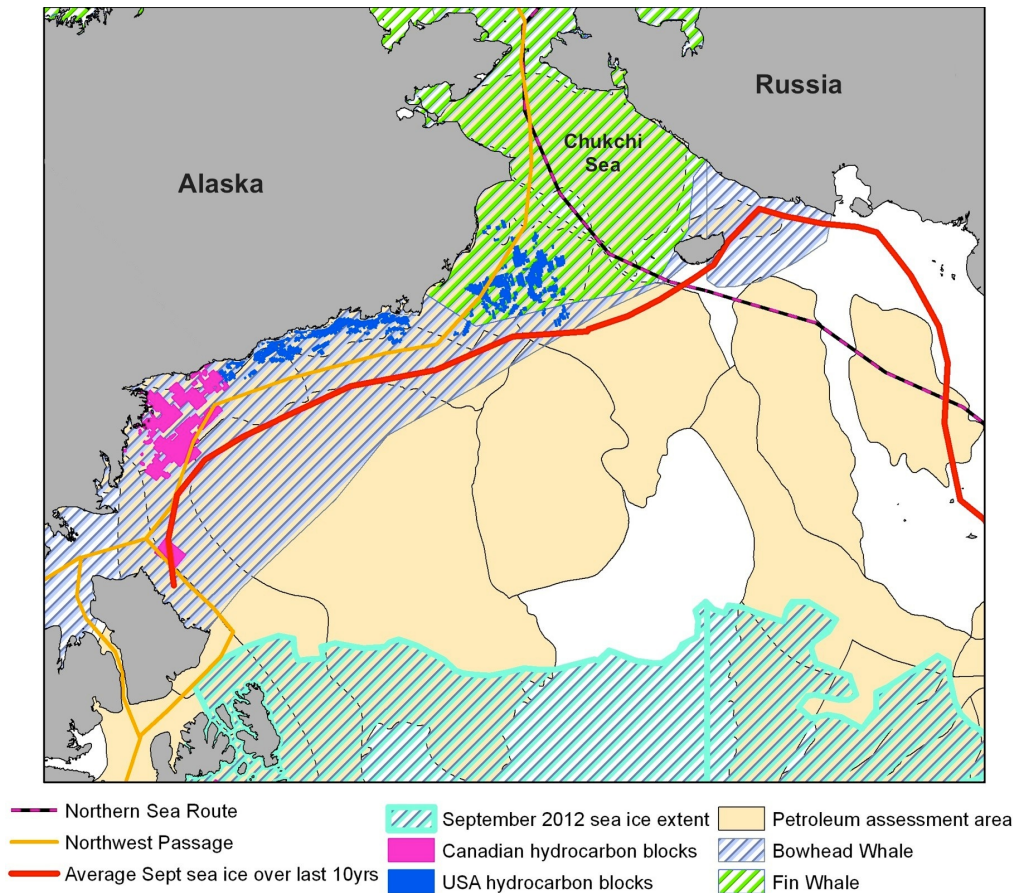 Russia
Chukchi
Sea
Alaska
Northern Sea Route
Northwest Passage
Average Sept sea ice over last 10yrs
September 2012 sea ice extent
Canadian hydrocarbon blocks
USA hydrocarbon blocks
Petroleum assessment area
Bowhead Whale
Fin Whale